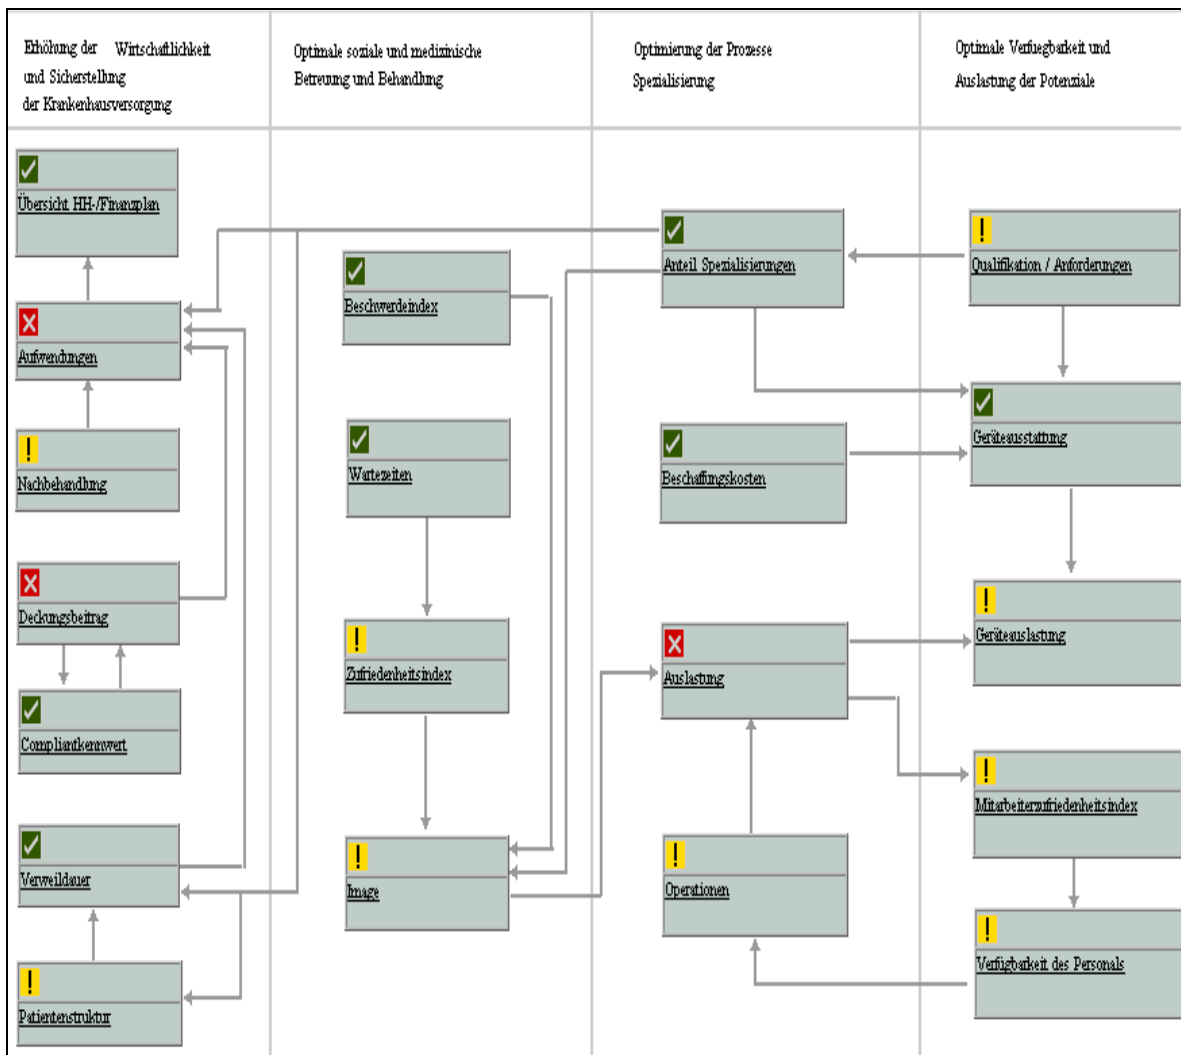 Erhöhung der Wirtschaftlichkeit
und Sicherstellung
der Krankenhausversorgung
Optimale soziale und medizinische
Betreuung und Behandlung
Optimierung der Prozesse
Spezialisierung
Optimale Verfuegbarkeit und
Auslastung der Potenziale
Übersicht HH-/Finanzplan
Aufwendungen
Nachbehandlung
Deckungsbeitrag
Compliantkennwert
Verweildauer
Patientenstruktur
Beschwerdeindex
Wartezeiten
Zufriedenheitsindex
Image
Anteil Spezialisierungen
Beschaffungskosten
Auslastung
Operationen
Qualifikation / Anforderungen
Geräteausstattung
Geräteauslastung
Mitarbeiterzufriedenheitsindex
Verfügbarkeit des Personals